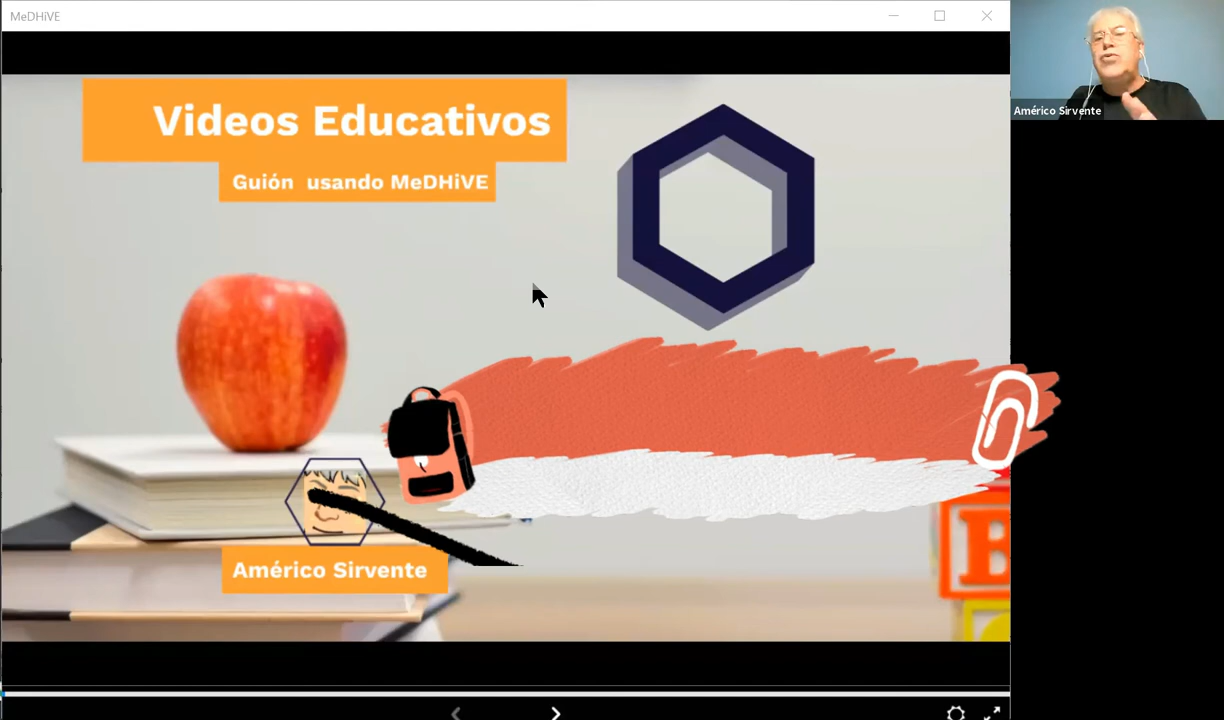 MeDHiVE
Videos Educativos
Guión usando MeDHiVE
Américo Sirvente
Américo Sirvente
B